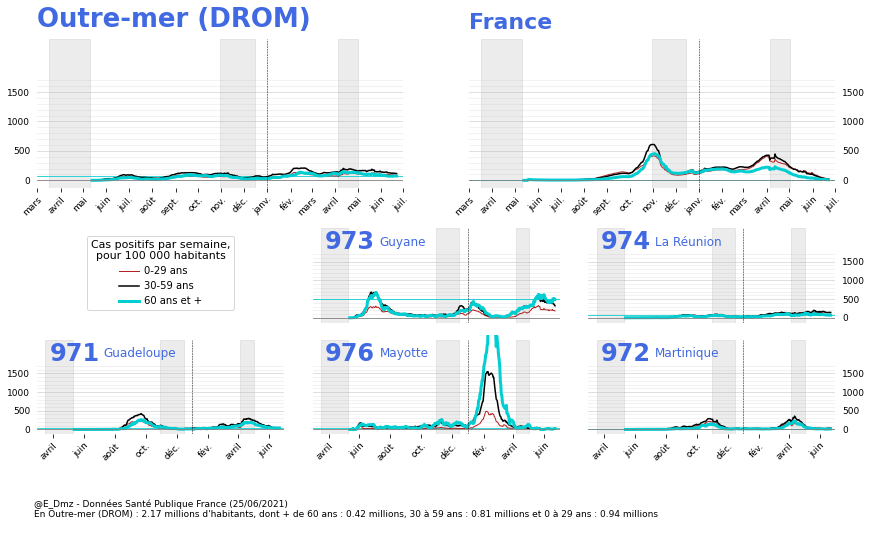 Outre-mer (DROM)
France
1500
1000
500
0
1500
1000
500
0
mars avril mai juin juil. août sept. oct. nov. déc. janv. fév. mars avril mai juin juil.
mars avril mai juin juil. août sept. oct. nov. déc. janv. fév. mars avril mai juin juil.
Cas positifs par semaine,
pour 100 000 habitants
0-29 ans
30-59 ans
60 ans et +
973 Guyane
974 La Réunion
1500
1000
500
0
971 Guadeloupe
976 Mayotte
972 Martinique
1500
1000
500
0
1500
1000
500
0
avril juin août oct. déc. fév. avril juin
avril juin août oct. déc. fév. avril juin
avril juin août oct. déc. fév. avril juin
@E_Dmz - Données Santé Publique France (25/06/2021)
En Outre-mer (DROM) : 2.17 millions d'habitants, dont + de 60 ans : 0.42 millions, 30 à 59 ans : 0.81 millions et 0 à 29 ans : 0.94 millions